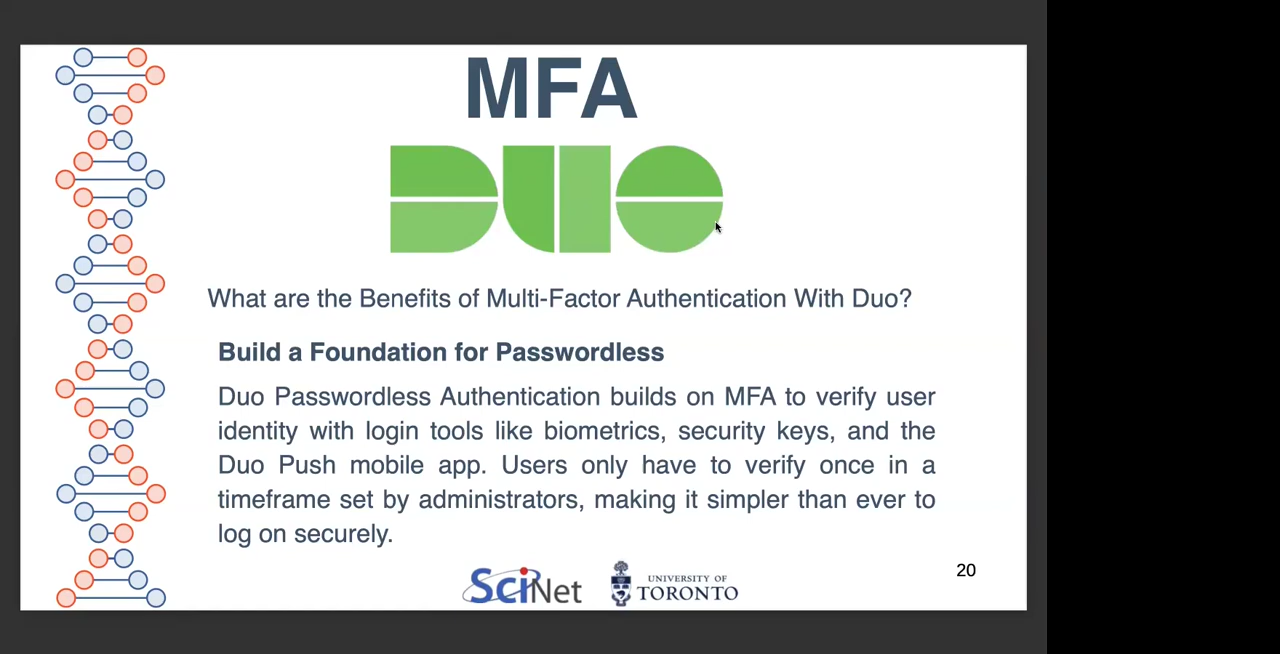 MFA
DUO
What are the Benefits of Multi-Factor Authentication With Duo?
Build a Foundation for Passwordless
Duo Passwordless Authentication builds on MFA to verify user
identity with login tools like biometrics, security keys, and the
Duo Push mobile app. Users only have to verify once in a
timeframe set by administrators, making it simpler than ever to
log on securely.
SciNet
UNIVERSITY OF
TORONTO
20